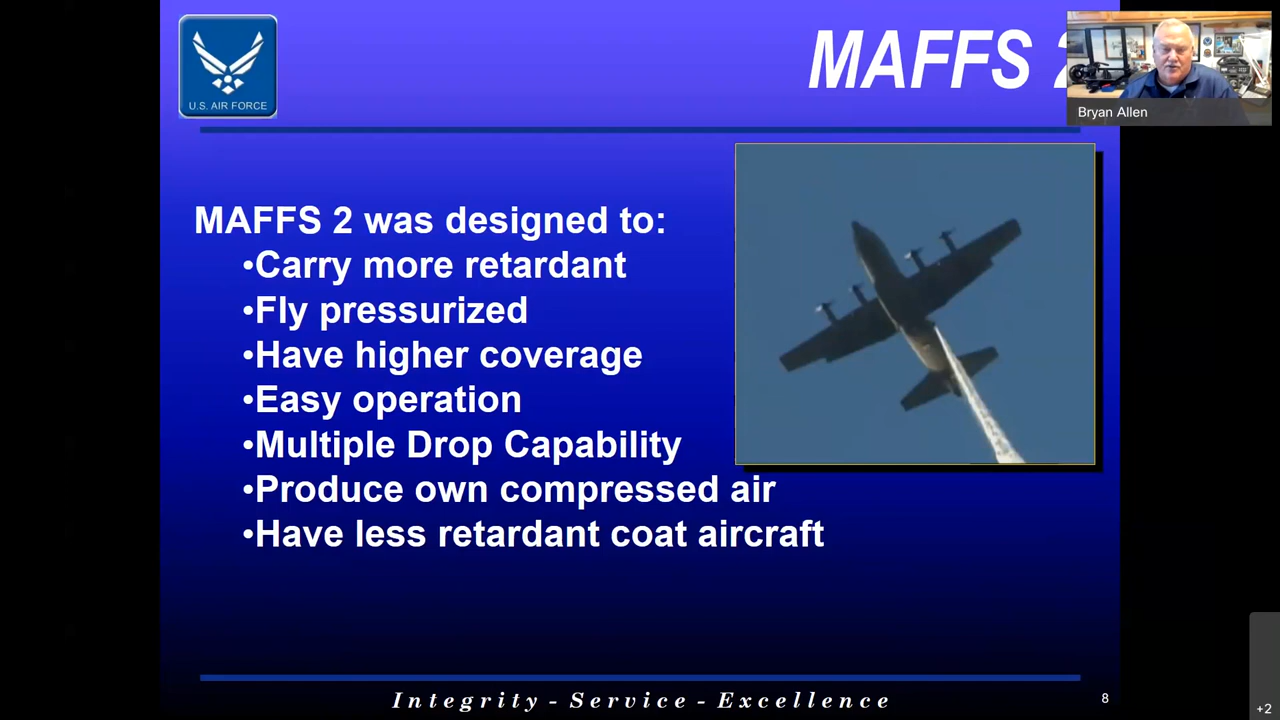 U.S. AIR FORCE
MAFFS 2
Bryan Allen
MAFFS 2 was designed to:
•Carry more retardant
•Fly pressurized
•Have higher coverage
•Easy operation
•Multiple Drop Capability
•Produce own compressed air
•Have less retardant coat aircraft
Integrity - Service - Excellence
8
+2